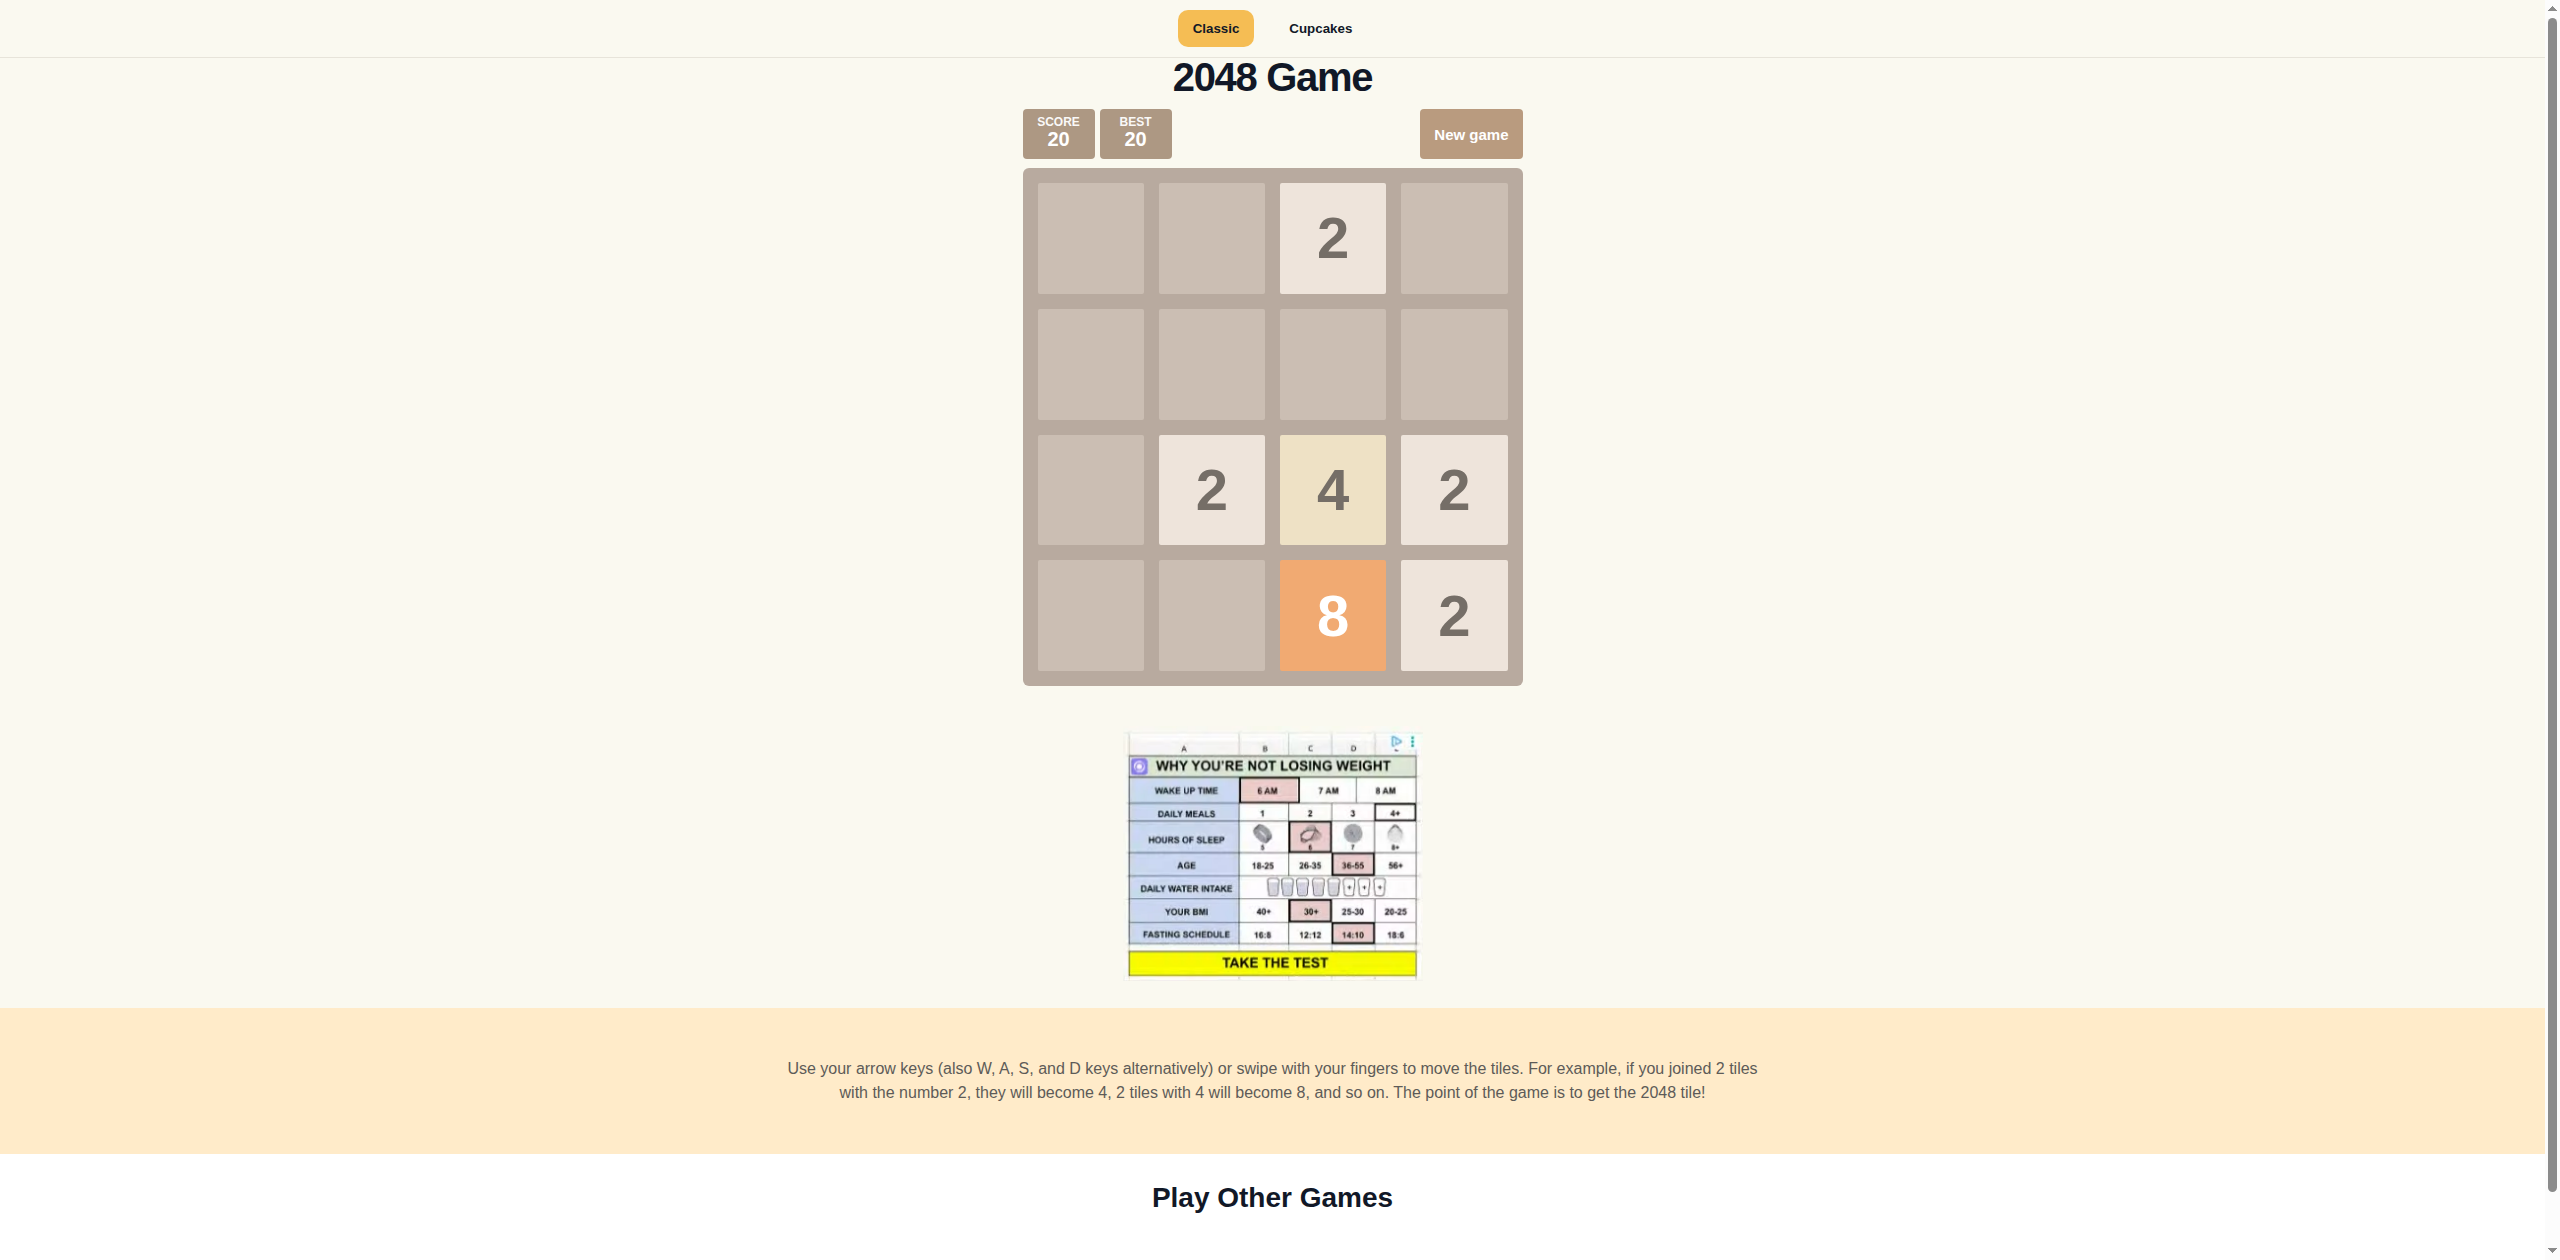 Classic Cupcakes
2048 Game
SCORE BEST
20 20
New game
2
2 4 2
8 2
A B C D
WHY YOU'RE NOT LOSING WEIGHT
WAKE UP TIME 6 AM 7 AM 8 AM
DAILY MEALS 1 2 3 4+
HOURS OF SLEEP 5 6 7 8+
AGE 18-25 26-35 36-55 56+
DAILY WATER INTAKE
YOUR BMI 40+ 30+ 25-30 20-25
FASTING SCHEDULE 16:8 12:12 14:10 18:6
TAKE THE TEST
Use your arrow keys (also W, A, S, and D keys alternatively) or swipe with your fingers to move the tiles. For example, if you joined 2 tiles
with the number 2, they will become 4, 2 tiles with 4 will become 8, and so on. The point of the game is to get the 2048 tile!
Play Other Games